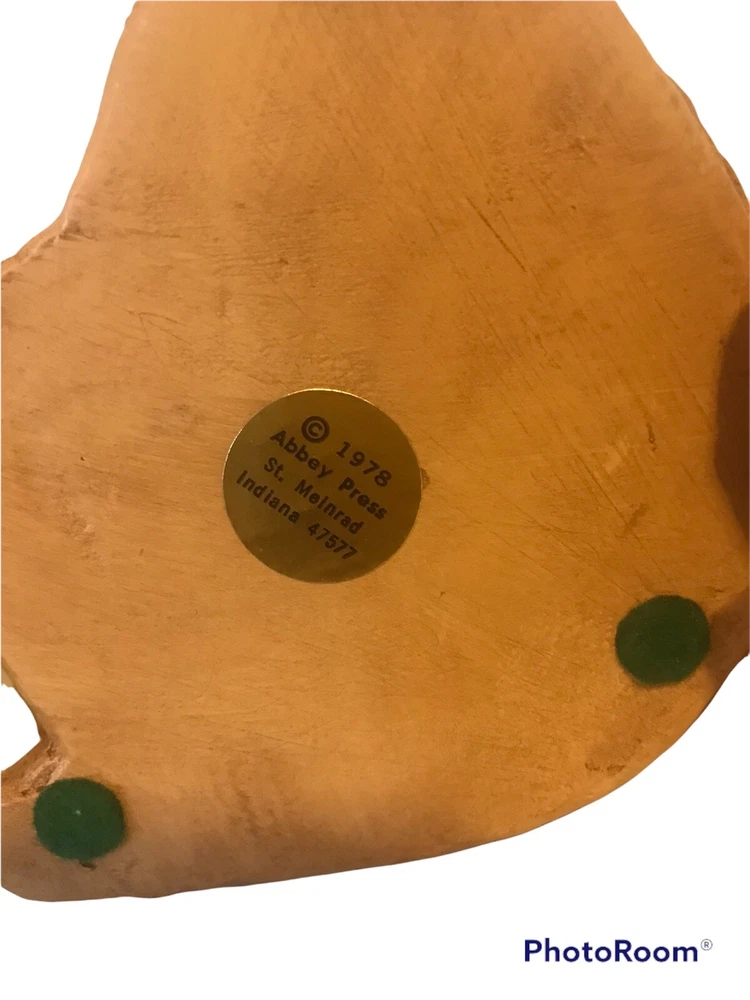 © 1978
Abbey Press
St. Meinrad
Indiana 47577
PhotoRoom®